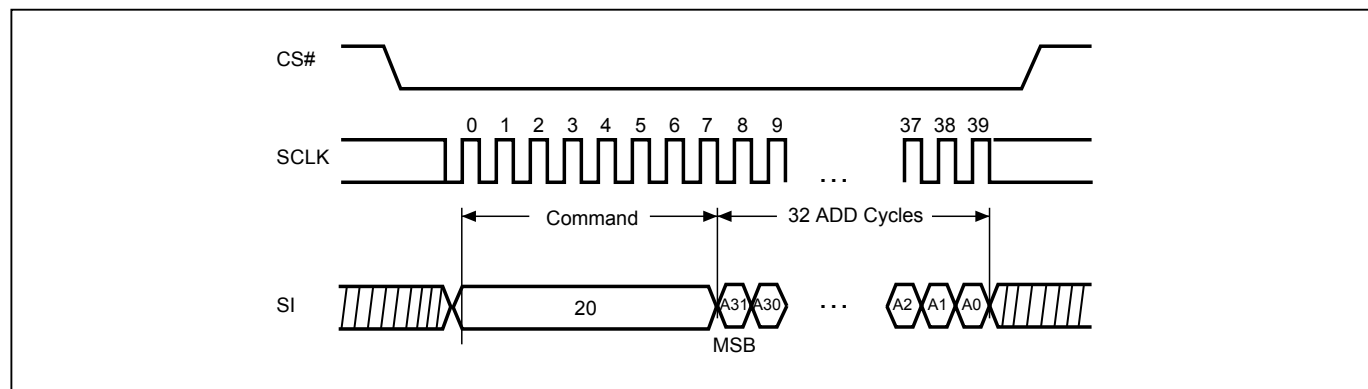 CS#
0 1 2 3 4 5 6 7 8 9 37 38 39
SCLK
...
Command 32 ADD Cycles
SI 20 A31 A30 ... A2 A1 A0
MSB